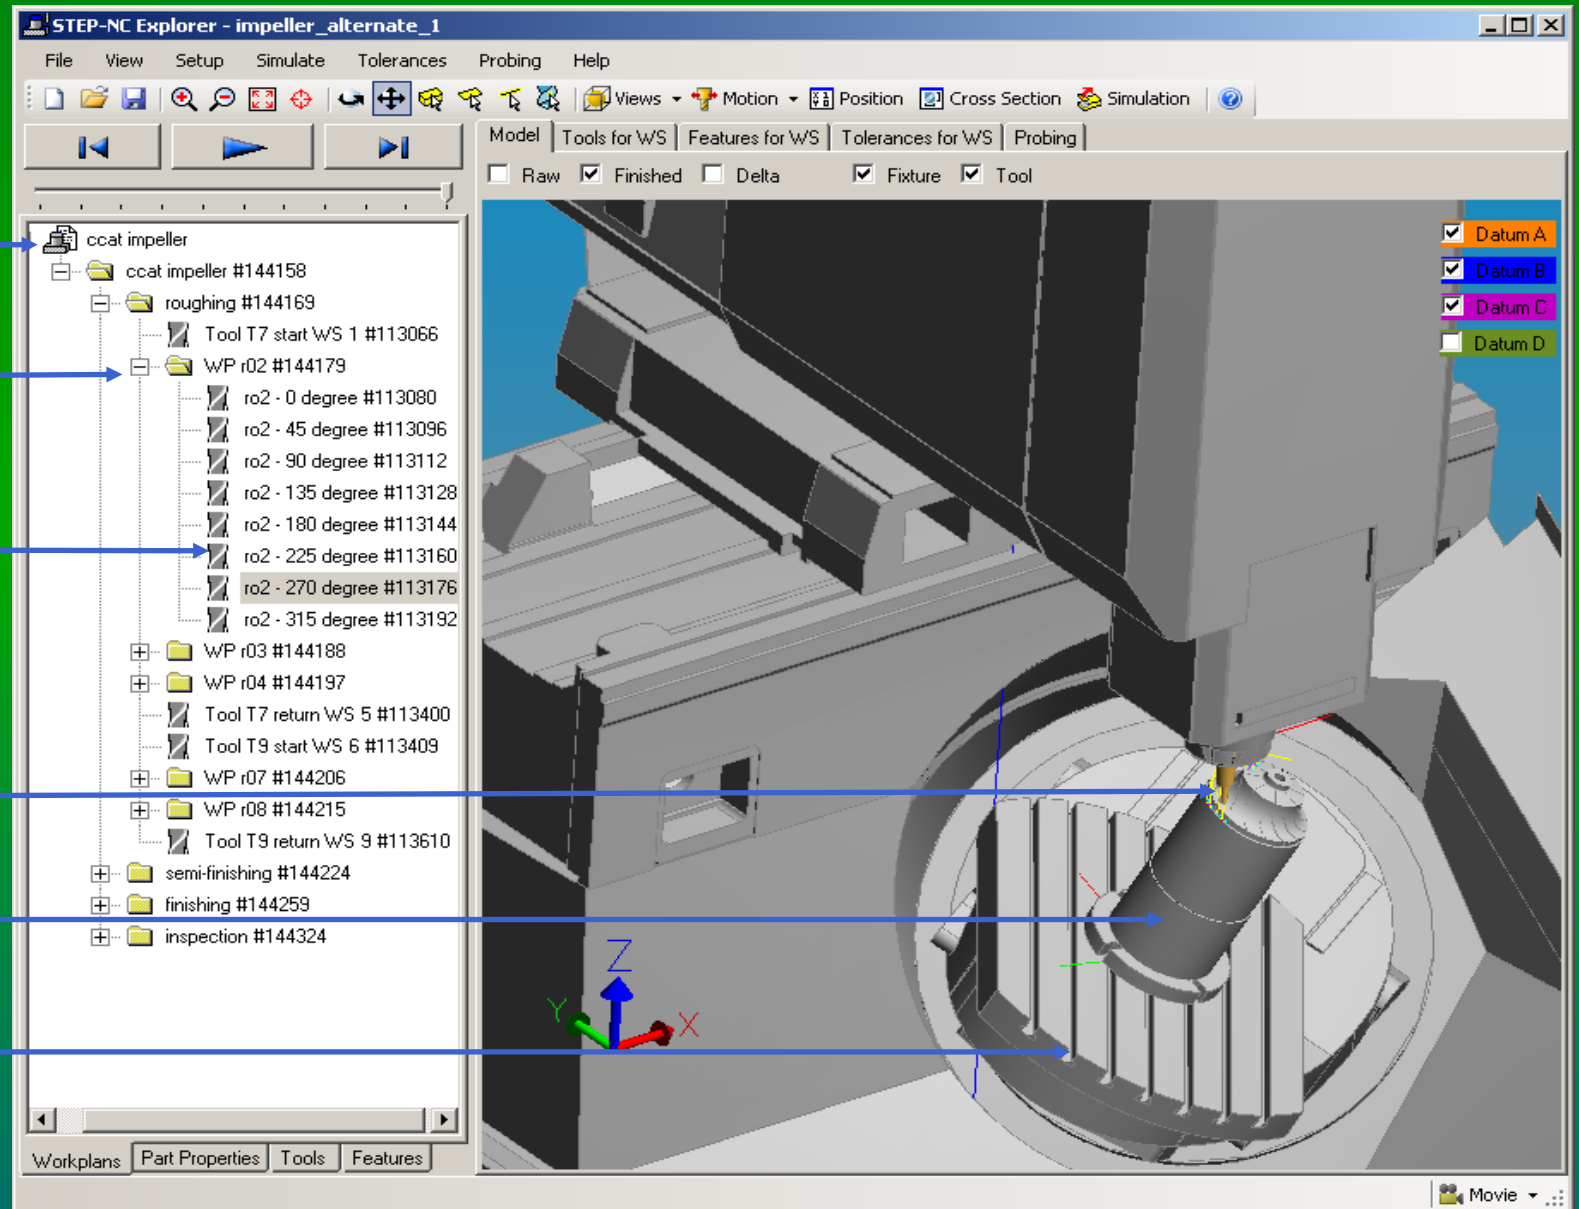 STEP-NC Explorer - impeller_alternate_1
File View Setup Simulate Tolerances Probing Help
Views Motion Position Cross Section Simulation
Model Tools for WS Features for WS Tolerances for WS Probing
Raw Finished Delta Fixture Tool
ccat impeller
ccat impeller #144158
roughing #144169
Tool T7 start WS 1 #113066
WP r02 #144179
ro2 - 0 degree #113080
ro2 - 45 degree #113096
ro2 - 90 degree #113112
ro2 - 135 degree #113128
ro2 - 180 degree #113144
ro2 - 225 degree #113160
ro2 - 270 degree #113176
ro2 - 315 degree #113192
WP r03 #144188
WP r04 #144197
Tool T7 return WS 5 #113400
Tool T9 start WS 6 #113409
WP r07 #144206
WP r08 #144215
Tool T9 return WS 9 #113610
semi-finishing #144224
finishing #144259
inspection #144324
Datum A
Datum B
Datum C
Datum D
Z
Y
X
Workplans Part Properties Tools Features
Movie